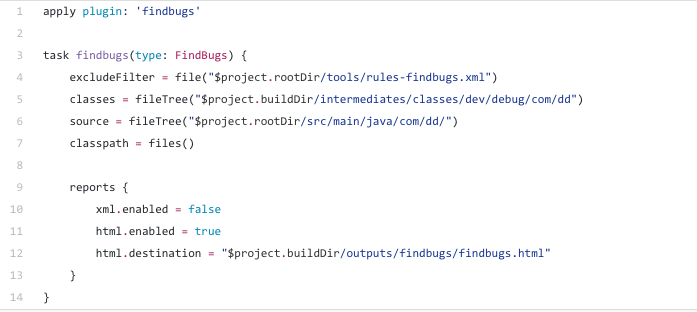 1 apply plugin: 'findbugs'
2
3 task findbugs(type: FindBugs) {
4     excludeFilter = file("$project.rootDir/tools/rules-findbugs.xml")
5     classes = fileTree("$project.buildDir/intermediates/classes/dev/debug/com/dd")
6     source = fileTree("$project.rootDir/src/main/java/com/dd/")
7     classpath = files()
8
9     reports {
10         xml.enabled = false
11         html.enabled = true
12         html.destination = "$project.buildDir/outputs/findbugs/findbugs.html"
13     }
14 }